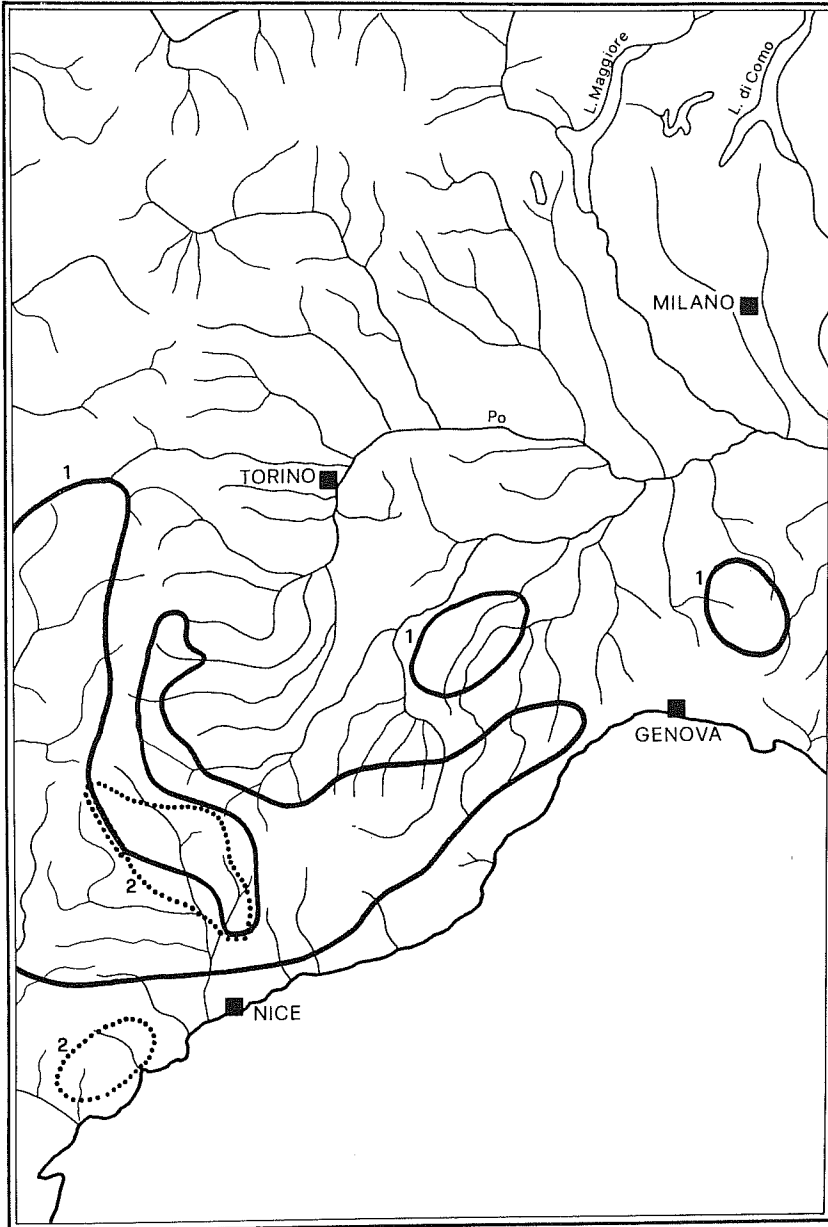 L. Maggiore
L. di Como
MILANO
Po
1
TORINO
1
1
GENOVA
2
NICE
2